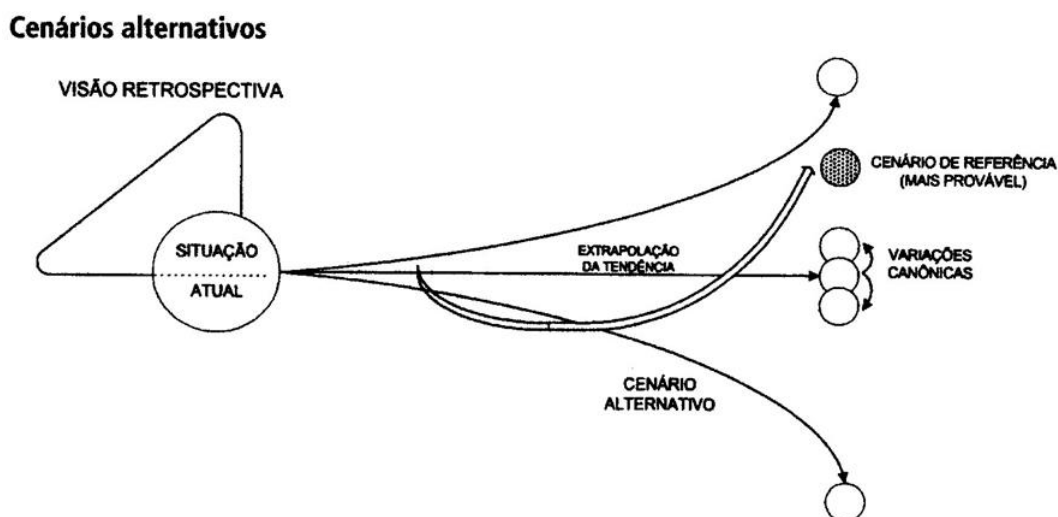 Cenários alternativos
VISÃO RETROSPECTIVA
SITUAÇÃO
ATUAL
EXTRAPOLAÇÃO
DA TENDÊNCIA
CENÁRIO DE REFERÊNCIA
(MAIS PROVÁVEL)
VARIAÇÕES
CANÔNICAS
CENÁRIO
ALTERNATIVO